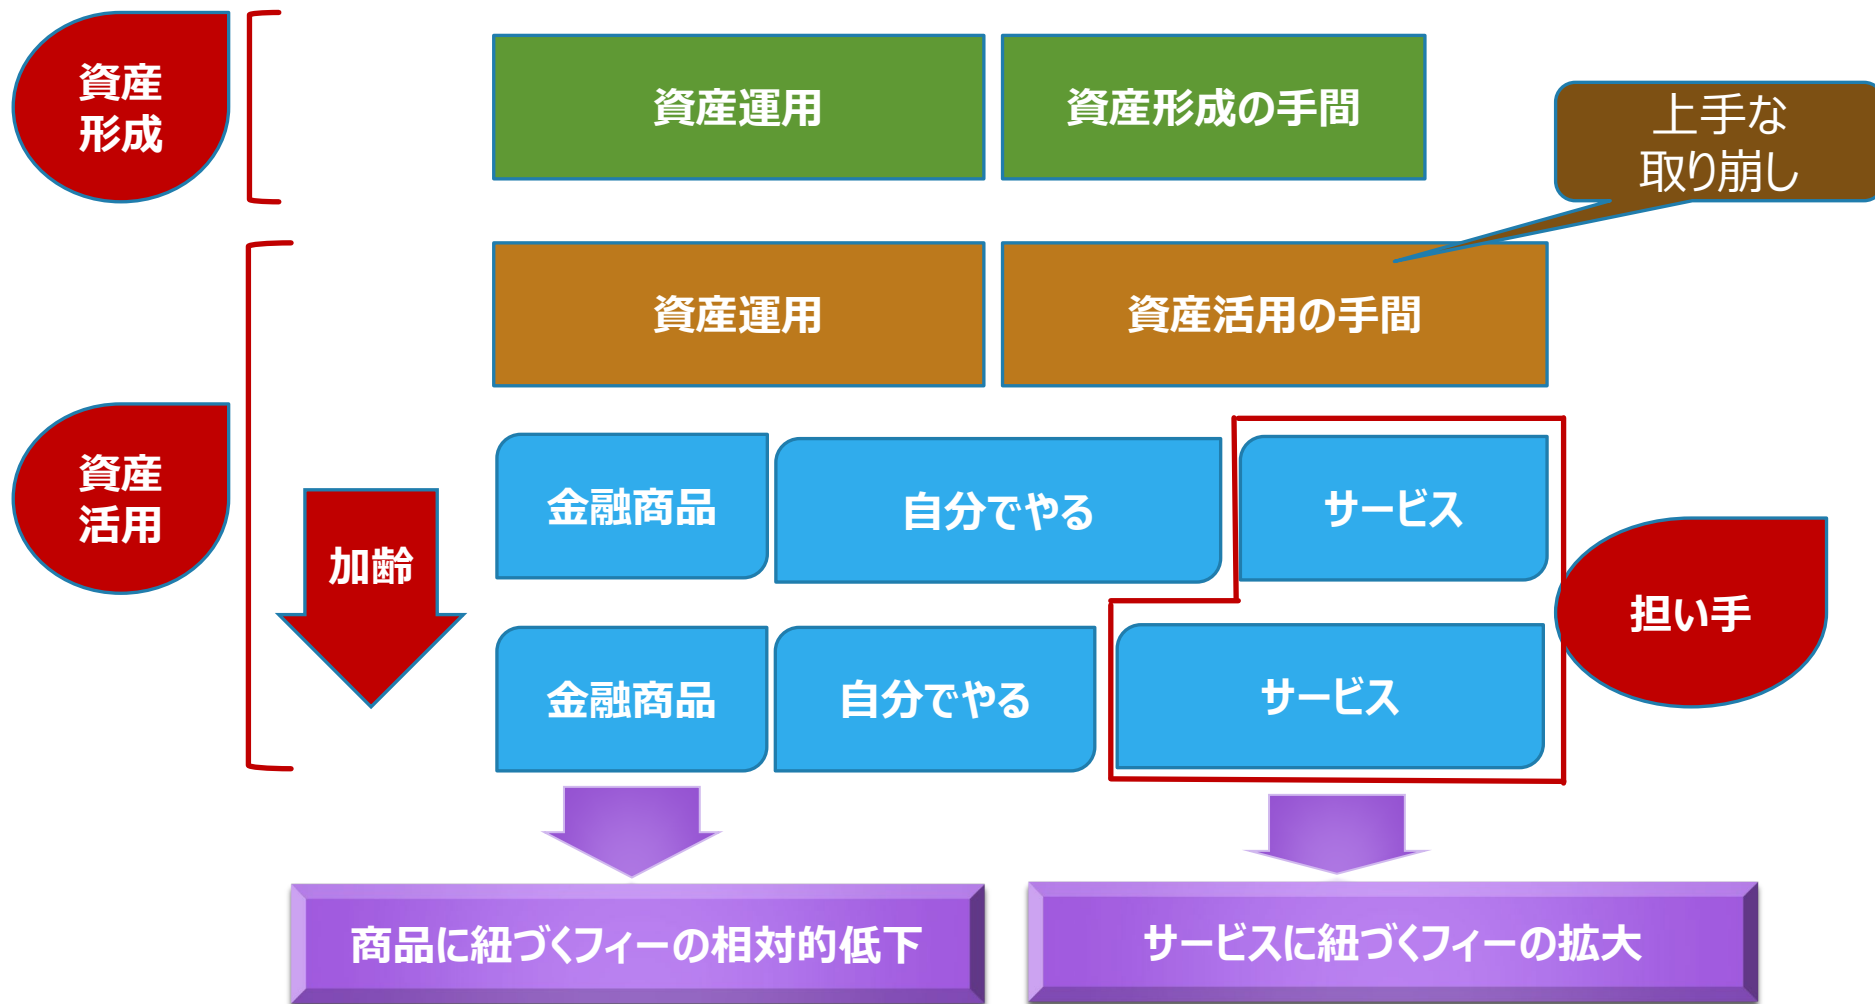 資産
形成
資産運用
資産形成の手間
上手な
取り崩し
資産運用
資産活用の手間
資産
活用
加齢
金融商品
自分でやる
サービス
担い手
金融商品
自分でやる
サービス
商品に紐づくフィーの相対的低下
サービスに紐づくフィーの拡大